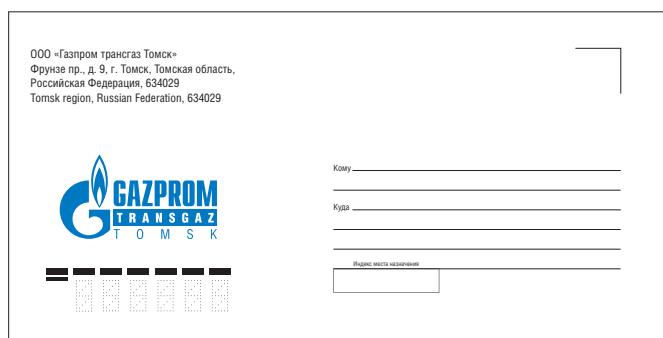 ООО «Газпром трансгаз Томск»
Фрунзе пр., д. 9, г. Томск, Томская область,
Российская Федерация, 634029
Tomsk region, Russian Federation, 634029
GAZPROM
TRANSGAZ
TOMSK
Кому
Куда
Индекс места назначения